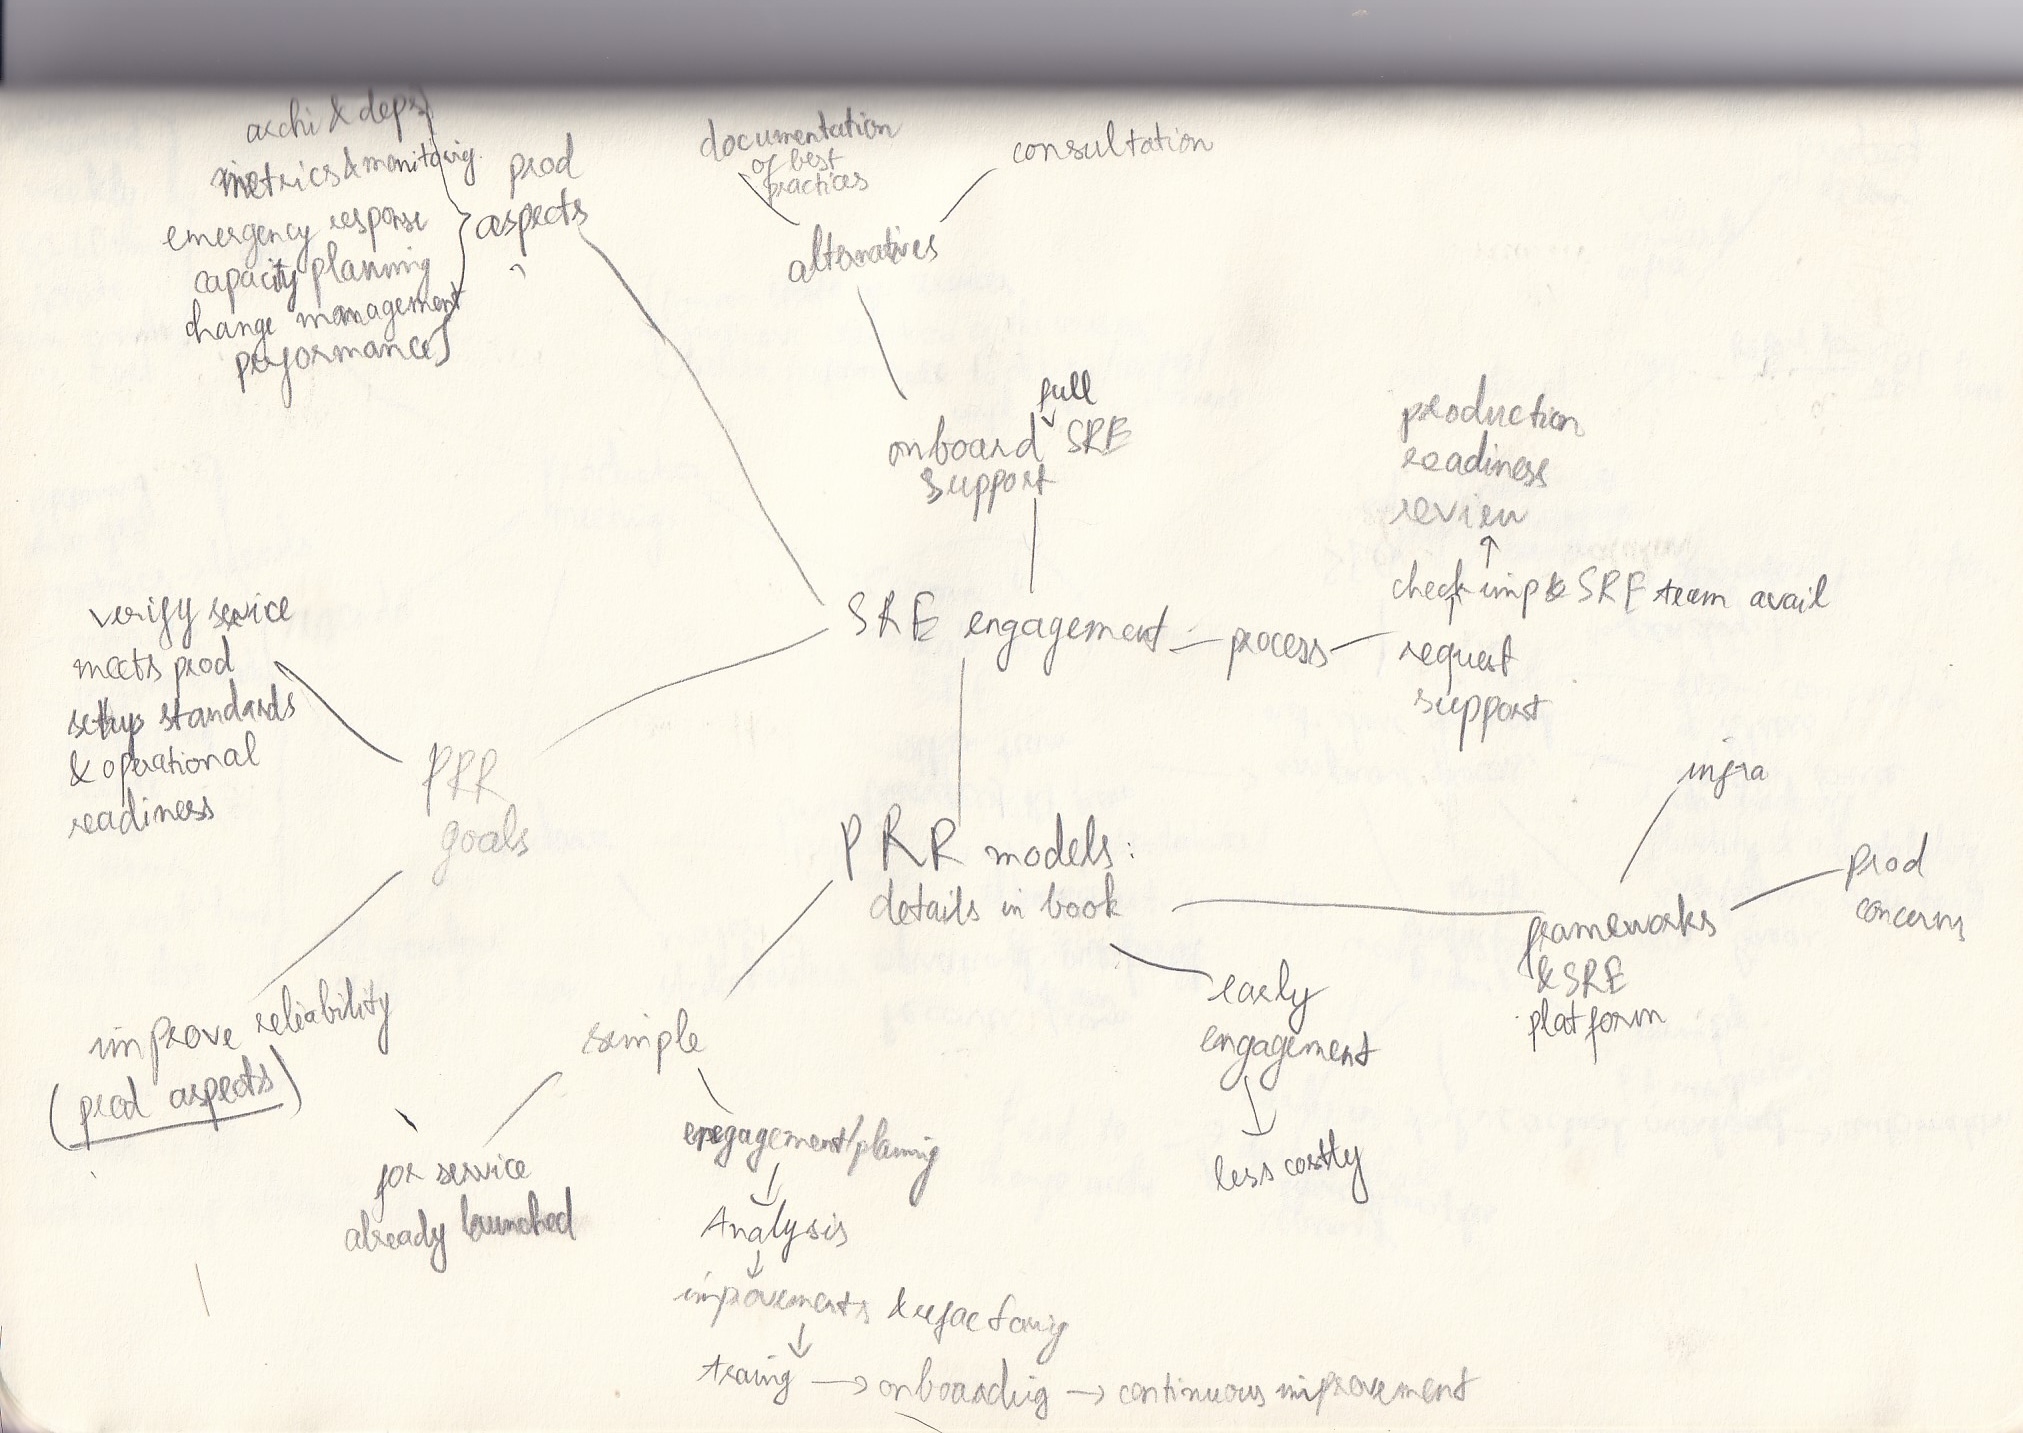 archi & deps
metrics & monitoring
emergency response
capacity planning
change management
performance
prod
aspects
documentation
of best
practices
consultation
alternatives
full
onboard SRE
support
production
readiness
review
check imp & SRE team avail
request
support
SRE engagement
process
verify service
meets prod
setup standards
& operational
readiness
PRR
goals
improve reliability
(prod aspects)
PRR models:
details in book
infra
prod
concerns
frameworks
& SRE
platform
early
engagement
less costly
simple
for service
already launched
engagement/planning
Analysis
improvements & refactoring
traing → onboarding → continuous improvement